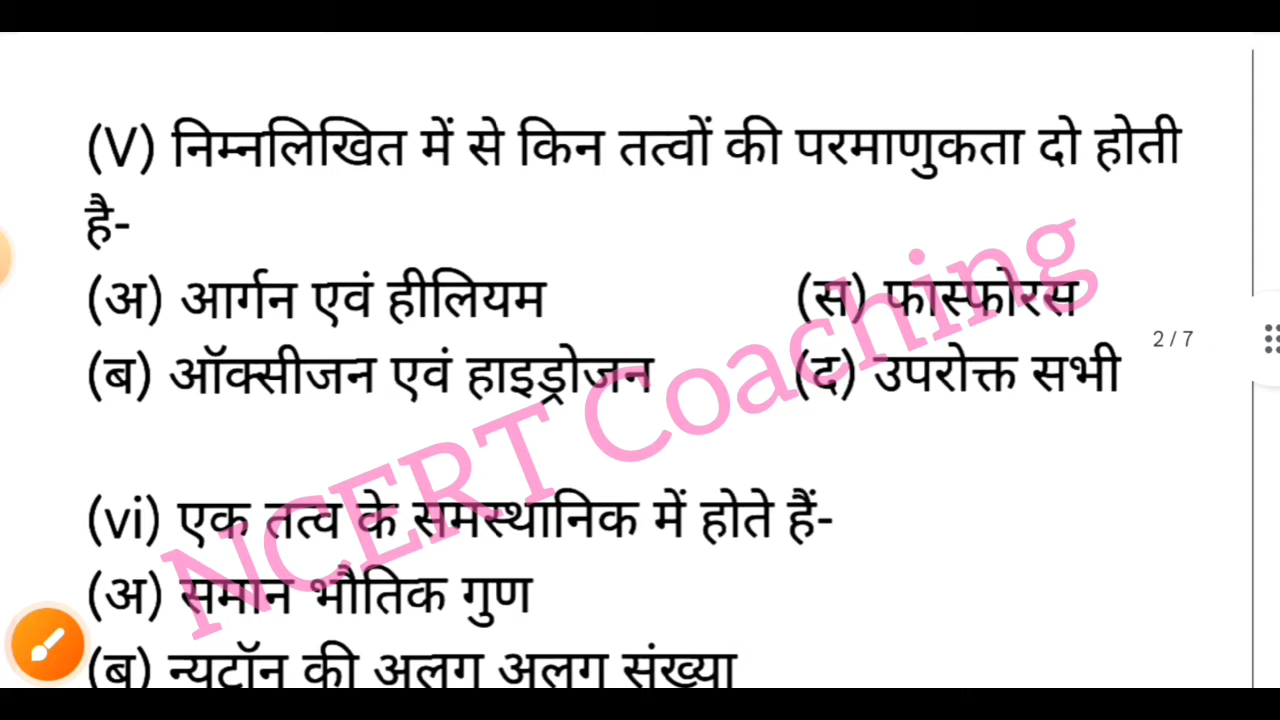 (V) निम्नलिखित में से किन तत्वों की परमाणुकता दो होती
है-
(अ) आर्गन एवं हीलियम (स) फास्फोरस
(ब) ऑक्सीजन एवं हाइड्रोजन (द) उपरोक्त सभी
2 / 7
(vi) एक तत्व के समस्थानिक में होते हैं-
(अ) समान भौतिक गुण
(ब) न्यूटॉन की अलग अलग संख्या
NCERT Coaching